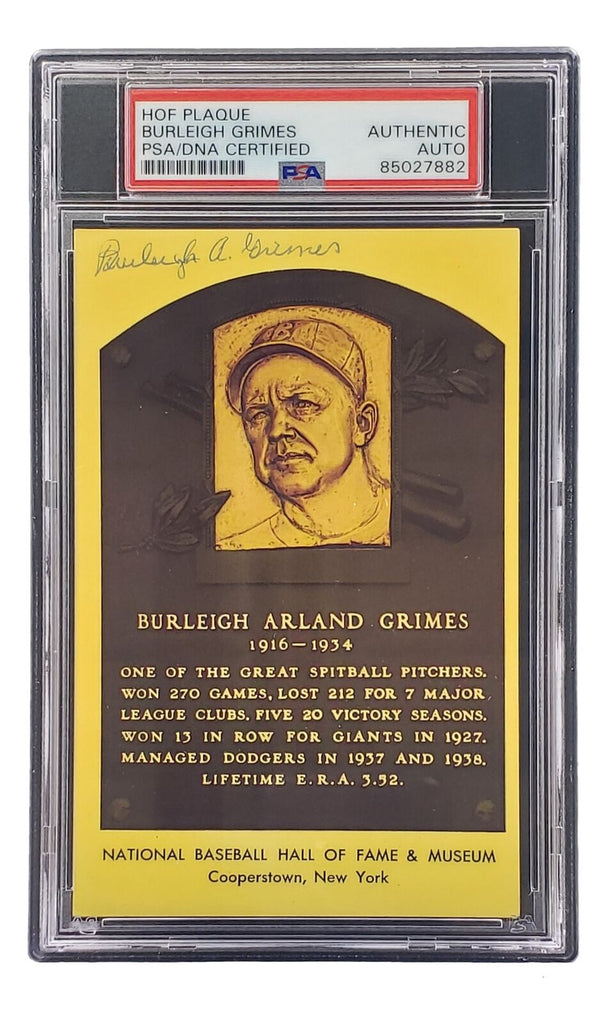 HOF PLAQUE
BURLEIGH GRIMES AUTHENTIC
PSA/DNA CERTIFIED AUTO
PSA 85027882
Burleigh A. Grimes
B
BURLEIGH ARLAND GRIMES
1916–1934
ONE OF THE GREAT SPITBALL PITCHERS.
WON 270 GAMES, LOST 212 FOR 7 MAJOR
LEAGUE CLUBS. FIVE 20 VICTORY SEASONS.
WON 13 IN ROW FOR GIANTS IN 1927.
MANAGED DODGERS IN 1937 AND 1938.
LIFETIME E.R.A. 3.52.
NATIONAL BASEBALL HALL OF FAME & MUSEUM
Cooperstown, New York